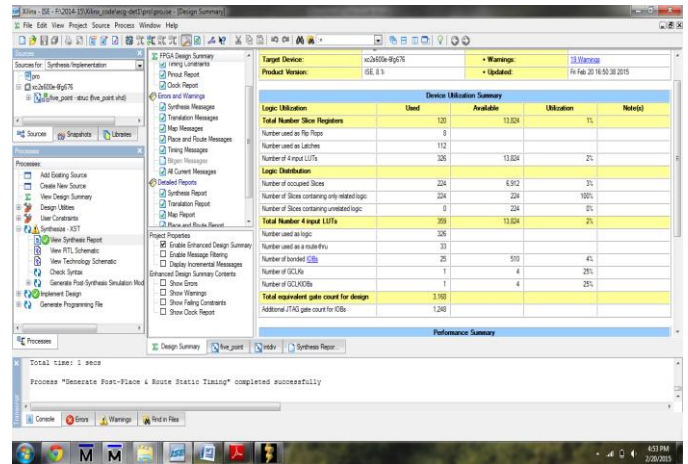 Xilinx - ISE - F:\2014-15\Xilinx_code\ecg-det1\pro\pro.ise - [Design Summary]
File Edit View Project Source Process Window Help
Sources
Sources for: Synthesis/Implementation
pro
xc2s600e-6fg676
five_point - struc (five_point.vhd)
Sources Snapshots Libraries
Processes
Processes:
Add Existing Source
Create New Source
View Design Summary
Design Utilities
User Constraints
Synthesize - XST
View Synthesis Report
View RTL Schematic
View Technology Schematic
Check Syntax
Generate Post-Synthesis Simulation Mod
Implement Design
Generate Programming File
Processes
FPGA Design Summary
Timing Constraints
Pinout Report
Clock Report
Errors and Warnings
Synthesis Messages
Translation Messages
Map Messages
Place and Route Messages
Timing Messages
Bitgen Messages
All Current Messages
Detailed Reports
Synthesis Report
Translation Report
Map Report
Place and Route Report
Project Properties
Enable Enhanced Design Summary
Enable Message Filtering
Display Incremental Messages
Enhanced Design Summary Contents
Show Errors
Show Warnings
Show Failing Constraints
Show Clock Report
Target Device: xc2s600e-6fg676 • Warnings: 19 Warnings
Product Version: ISE, 8.1i • Updated: Fri Feb 20 16:50:38 2015
Device Utilization Summary
Logic Utilization Used Available Utilization Note(s)
Total Number Slice Registers 120 13,824 1%
Number used as Flip Flops 8
Number used as Latches 112
Number of 4 input LUTs 326 13,824 2%
Logic Distribution
Number of occupied Slices 224 6,912 3%
Number of Slices containing only related logic 224 224 100%
Number of Slices containing unrelated logic 0 224 0%
Total Number 4 input LUTs 359 13,824 2%
Number used as logic 326
Number used as a route-thru 33
Number of bonded IOBs 25 510 4%
Number of GCLKs 1 4 25%
Number of GCLKIOBs 1 4 25%
Total equivalent gate count for design 3,168
Additional JTAG gate count for IOBs 1,248
Performance Summary
Design Summary five_point intdiv Synthesis Repor...
Total time: 1 secs
Process "Generate Post-Place & Route Static Timing" completed successfully
Transcript
Console Errors Warnings Find in Files
4:53 PM
2/20/2015